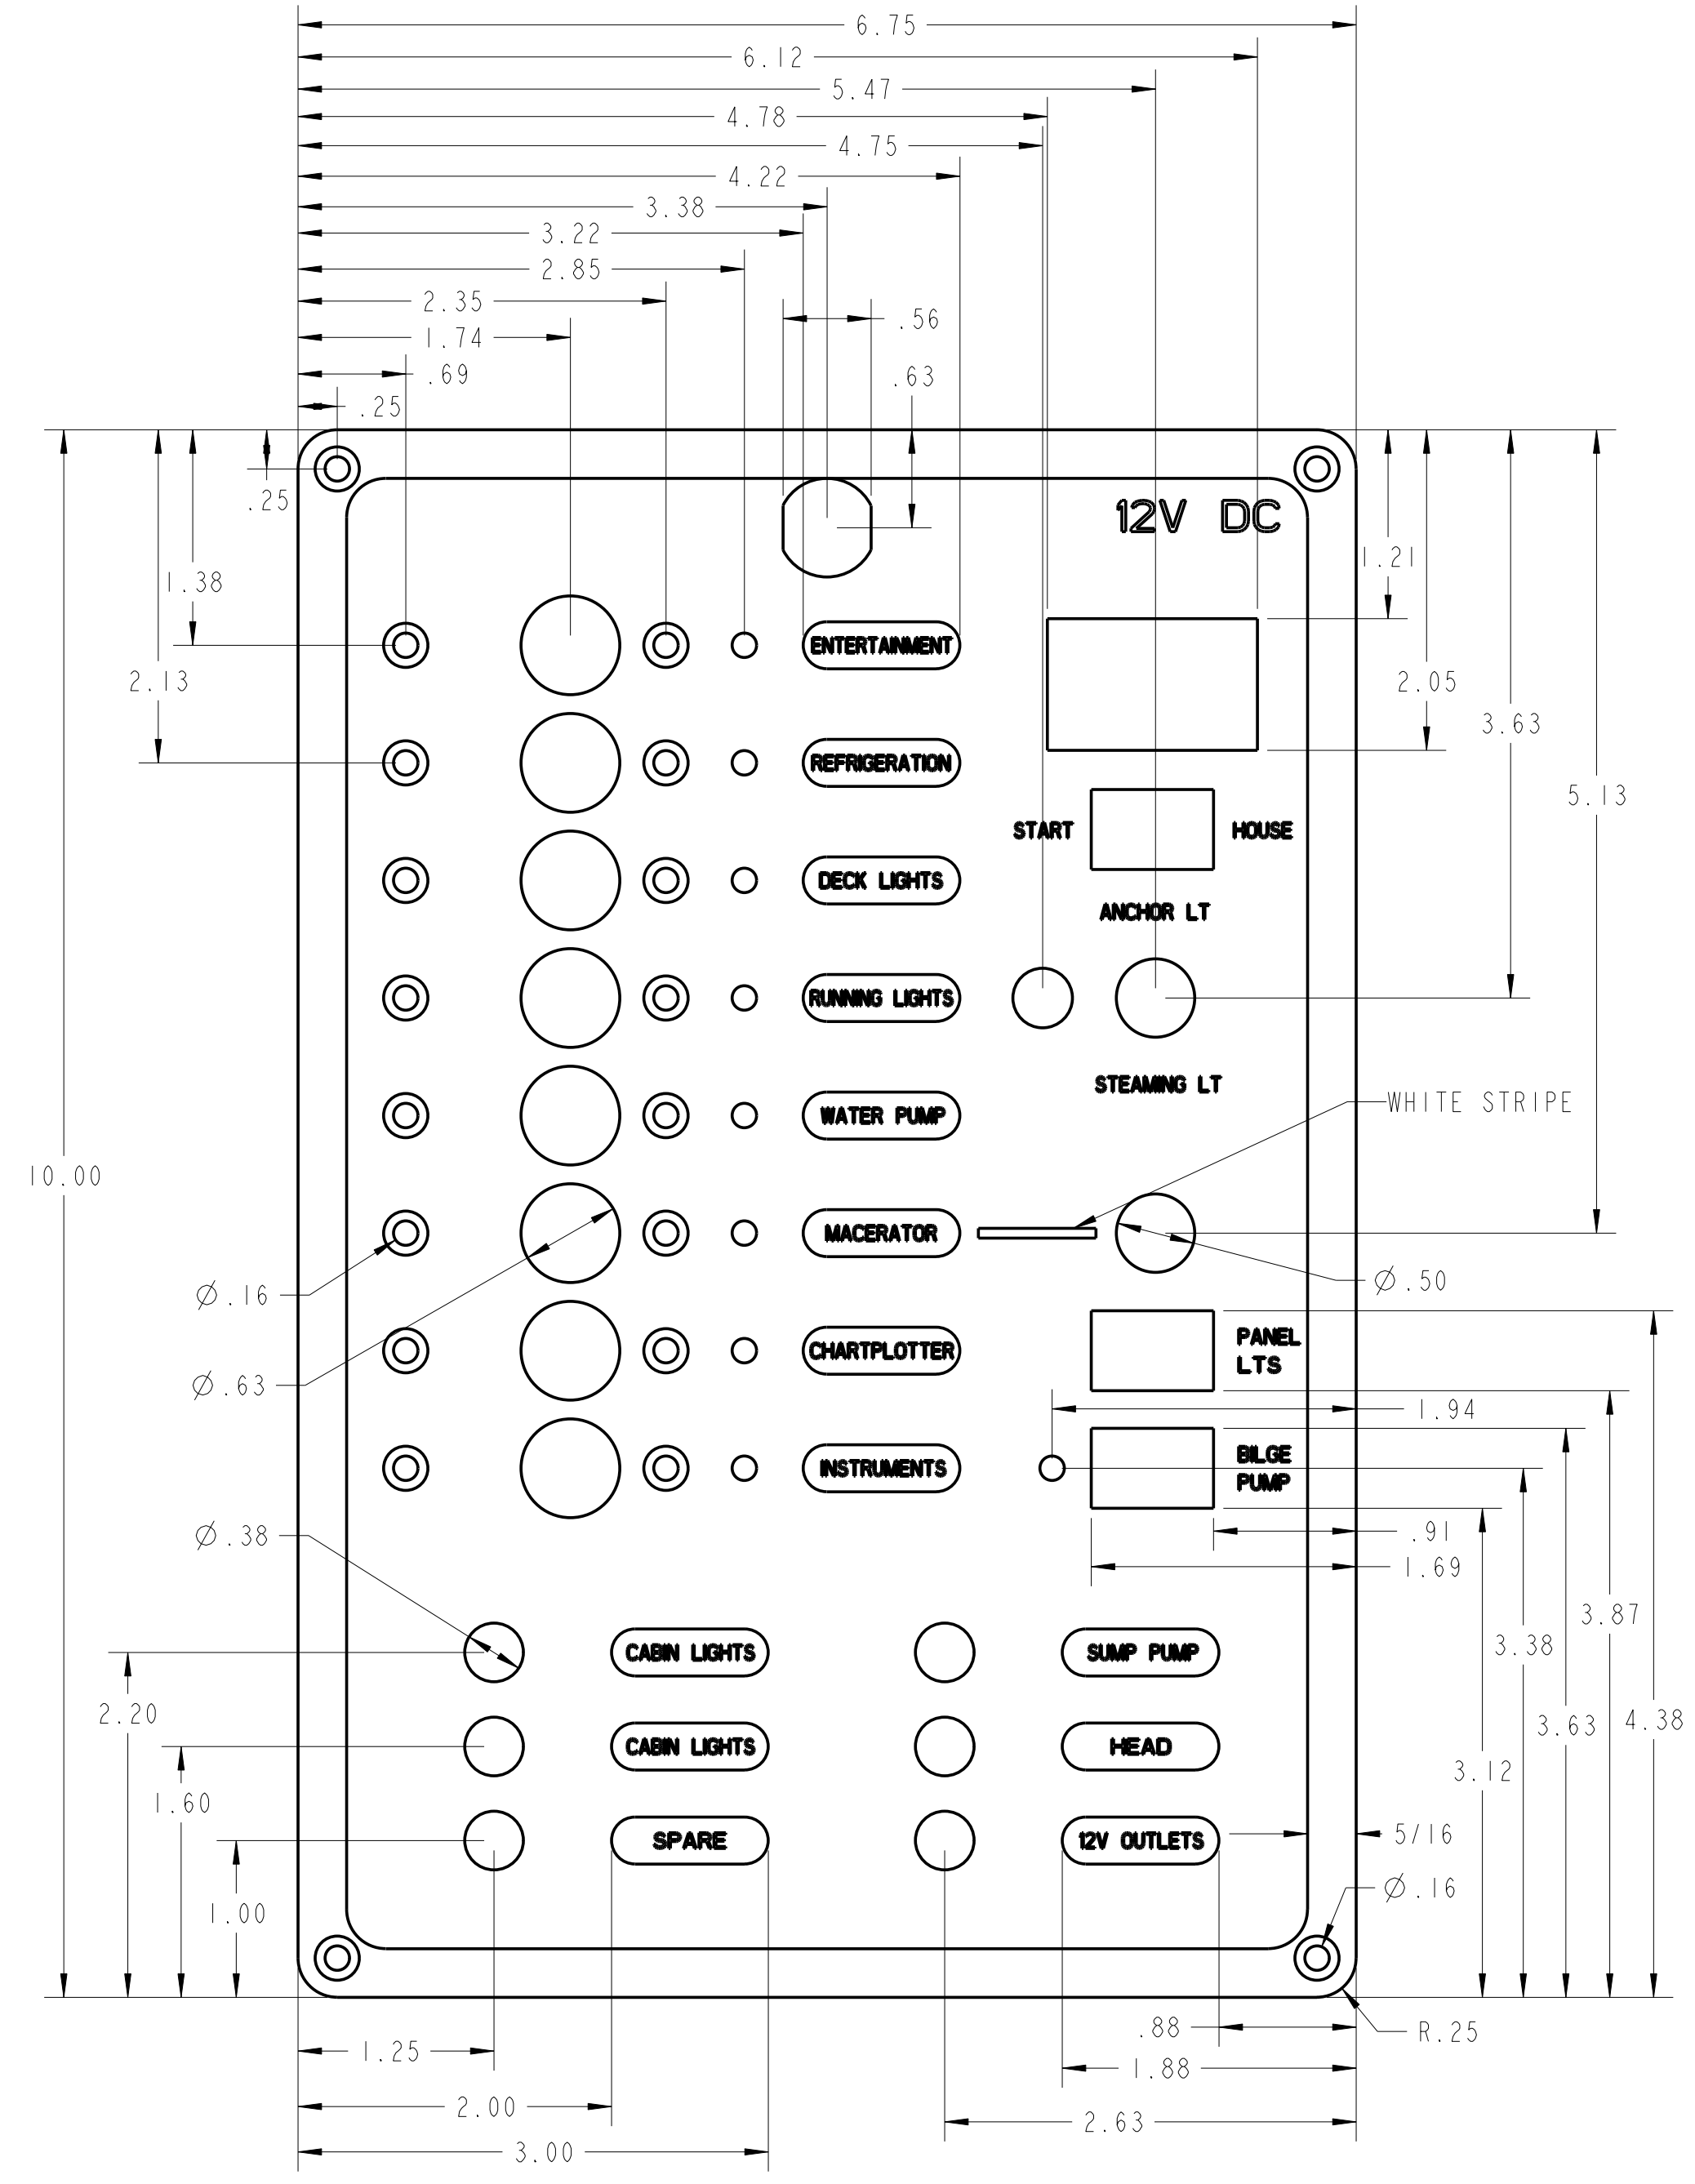 6.75
6.12
5.47
4.78
4.75
4.22
3.38
3.22
2.85
2.35
.56
1.74
.69
.63
.25
.25
12V DC
1.21
1.38
ENTERTAINMENT
2.13
2.05
3.63
REFRIGERATION
5.13
START
HOUSE
DECK LIGHTS
ANCHOR LT
RUNNING LIGHTS
STEAMING LT
WHITE STRIPE
WATER PUMP
10.00
MACERATOR
Ø.16
Ø.50
PANEL
LTS
CHARTPLOTTER
Ø.63
1.94
BILGE
PUMP
INSTRUMENTS
Ø.38
.91
1.69
3.87
3.38
CABIN LIGHTS
SUMP PUMP
2.20
3.63
4.38
CABIN LIGHTS
HEAD
3.12
1.60
SPARE
12V OUTLETS
5/16
Ø.16
1.00
.88
R.25
1.25
1.88
2.00
2.63
3.00